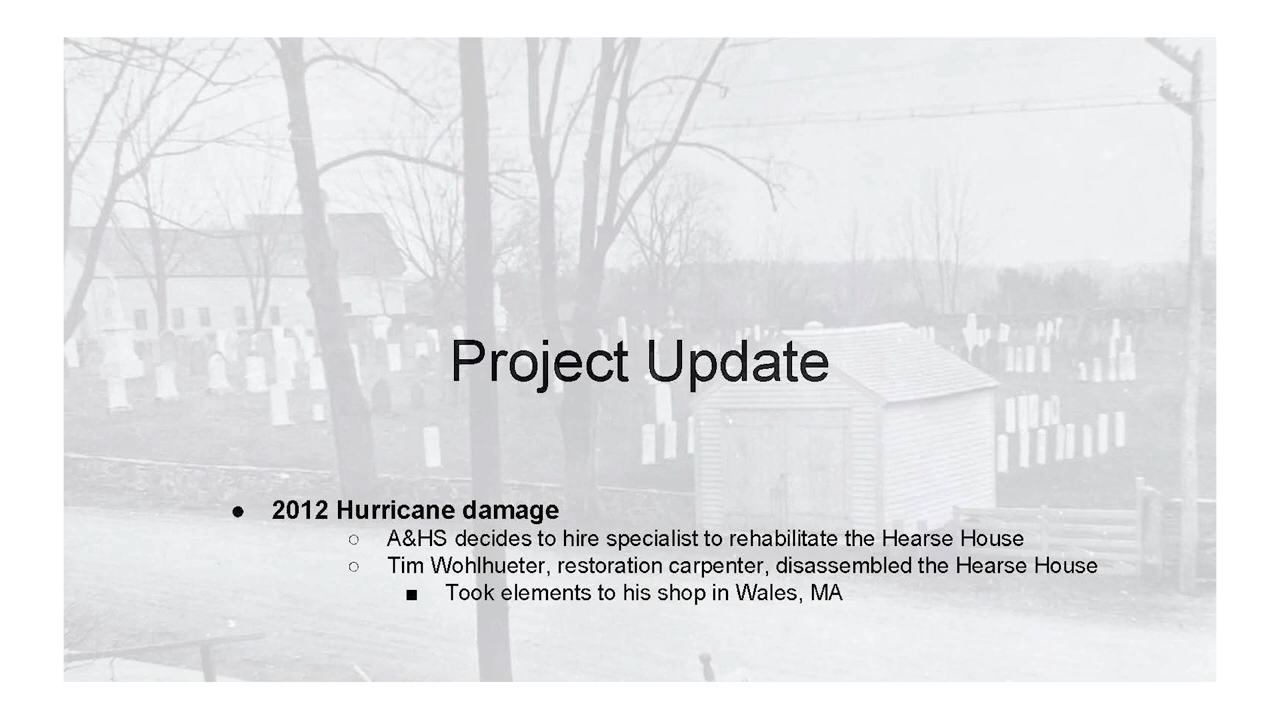 Project Update
● 2012 Hurricane damage
○ A&HS decides to hire specialist to rehabilitate the Hearse House
○ Tim Wohlhueter, restoration carpenter, disassembled the Hearse House
■ Took elements to his shop in Wales, MA